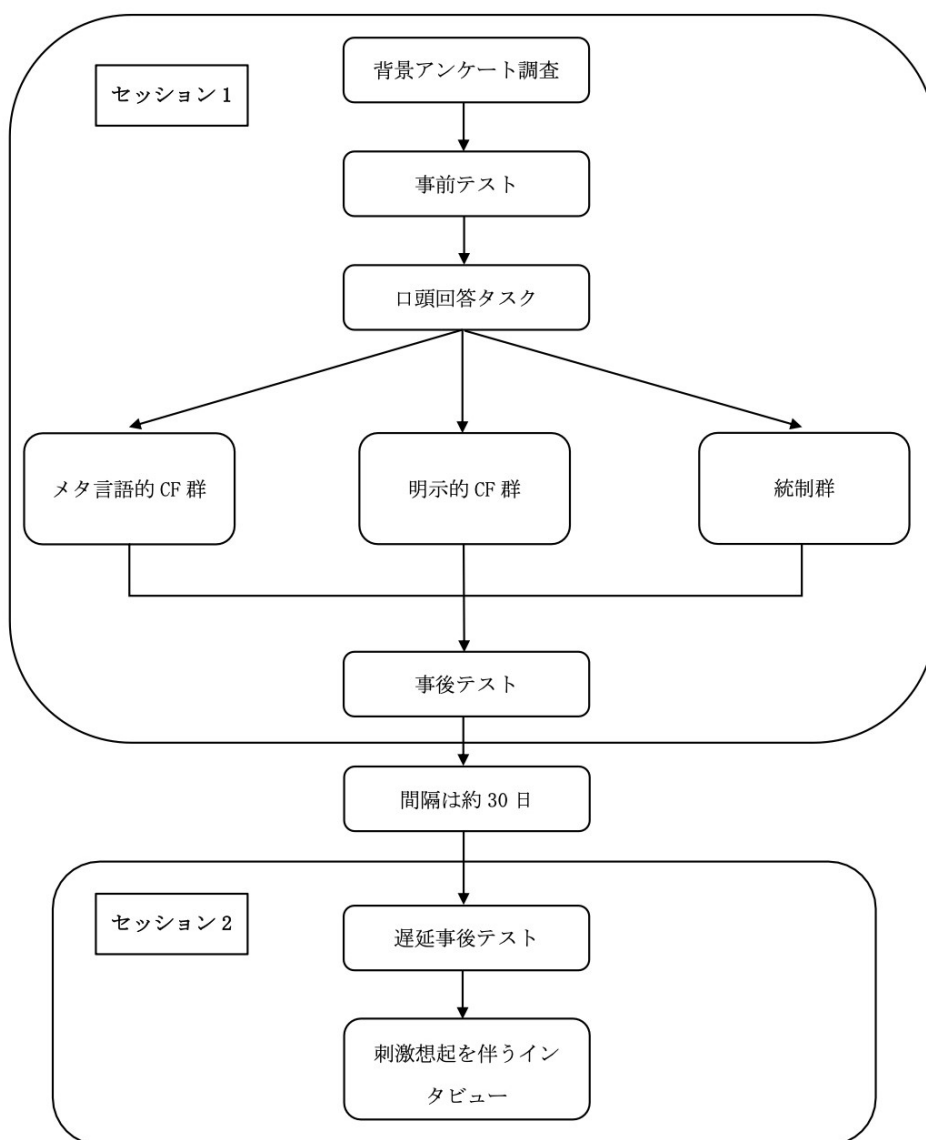 背景アンケート調査
セッション 1
事前テスト
口頭回答タスク
メタ言語的 CF 群
明示的 CF 群
統制群
事後テスト
間隔は約 30 日
セッション 2
遅延事後テスト
刺激想起を伴うイン
タビュー